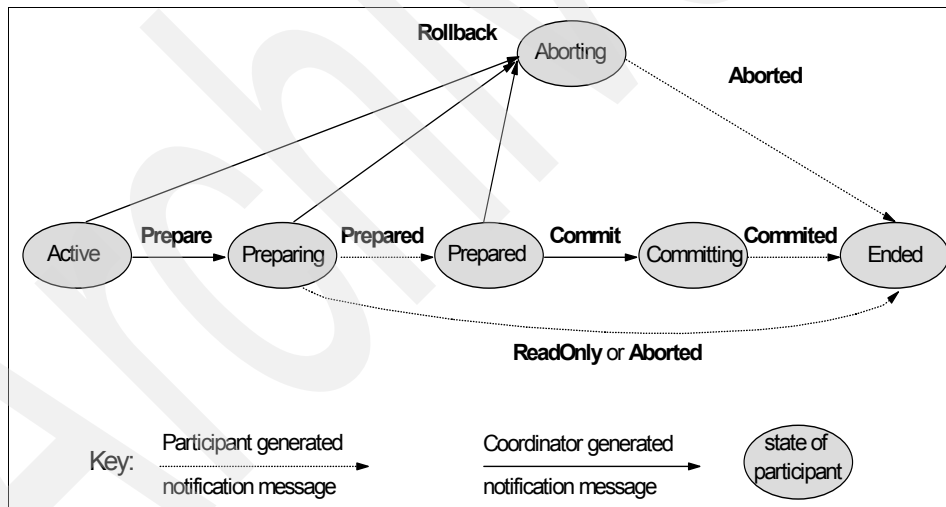 Rollback
Aborting
Aborted
Active
Prepare
Preparing
Prepared
Prepared
Commit
Committing
Commited
Ended
ReadOnly or Aborted
Key:
Participant generated
notification message
Coordinator generated
notification message
state of
participant